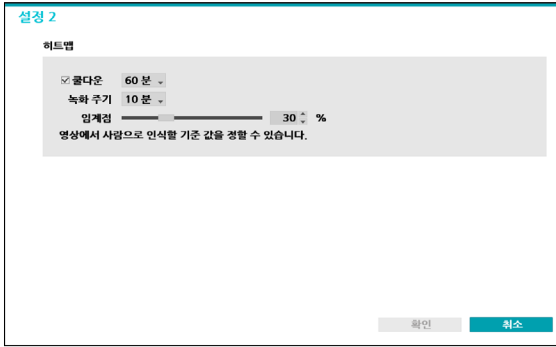 설정 2
히트맵
쿨다운 60 분
녹화 주기 10 분
임계점 30 %
영상에서 사람으로 인식할 기준 값을 정할 수 있습니다.
확인 취소